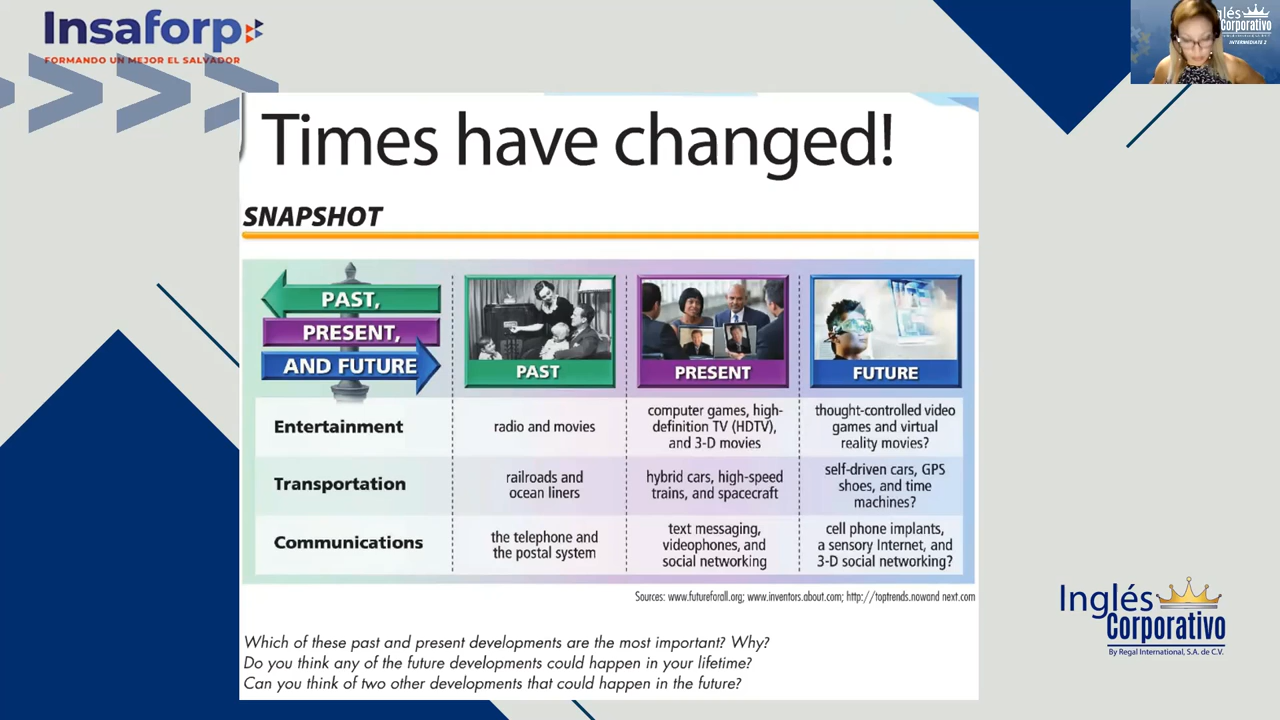 Insaforp
FORMANDO UN MEJOR EL SALVADOR
glés
Corporativo
INTERMEDIATE 2
Times have changed!
SNAPSHOT
PAST,
PRESENT,
AND FUTURE
PAST
PRESENT
FUTURE
Entertainment
radio and movies
computer games, high-
definition TV (HDTV),
and 3-D movies
thought-controlled video
games and virtual
reality movies?
Transportation
railroads and
ocean liners
hybrid cars, high-speed
trains, and spacecraft
self-driven cars, GPS
shoes, and time
machines?
Communications
the telephone and
the postal system
text messaging,
videophones, and
social networking
cell phone implants,
a sensory Internet, and
3-D social networking?
Sources: www.futureforall.org; www.inventors.about.com; http://toptrends.nowand next.com
Which of these past and present developments are the most important? Why?
Do you think any of the future developments could happen in your lifetime?
Can you think of two other developments that could happen in the future?
Inglés
Corporativo
By Regal International, S.A. de C.V.